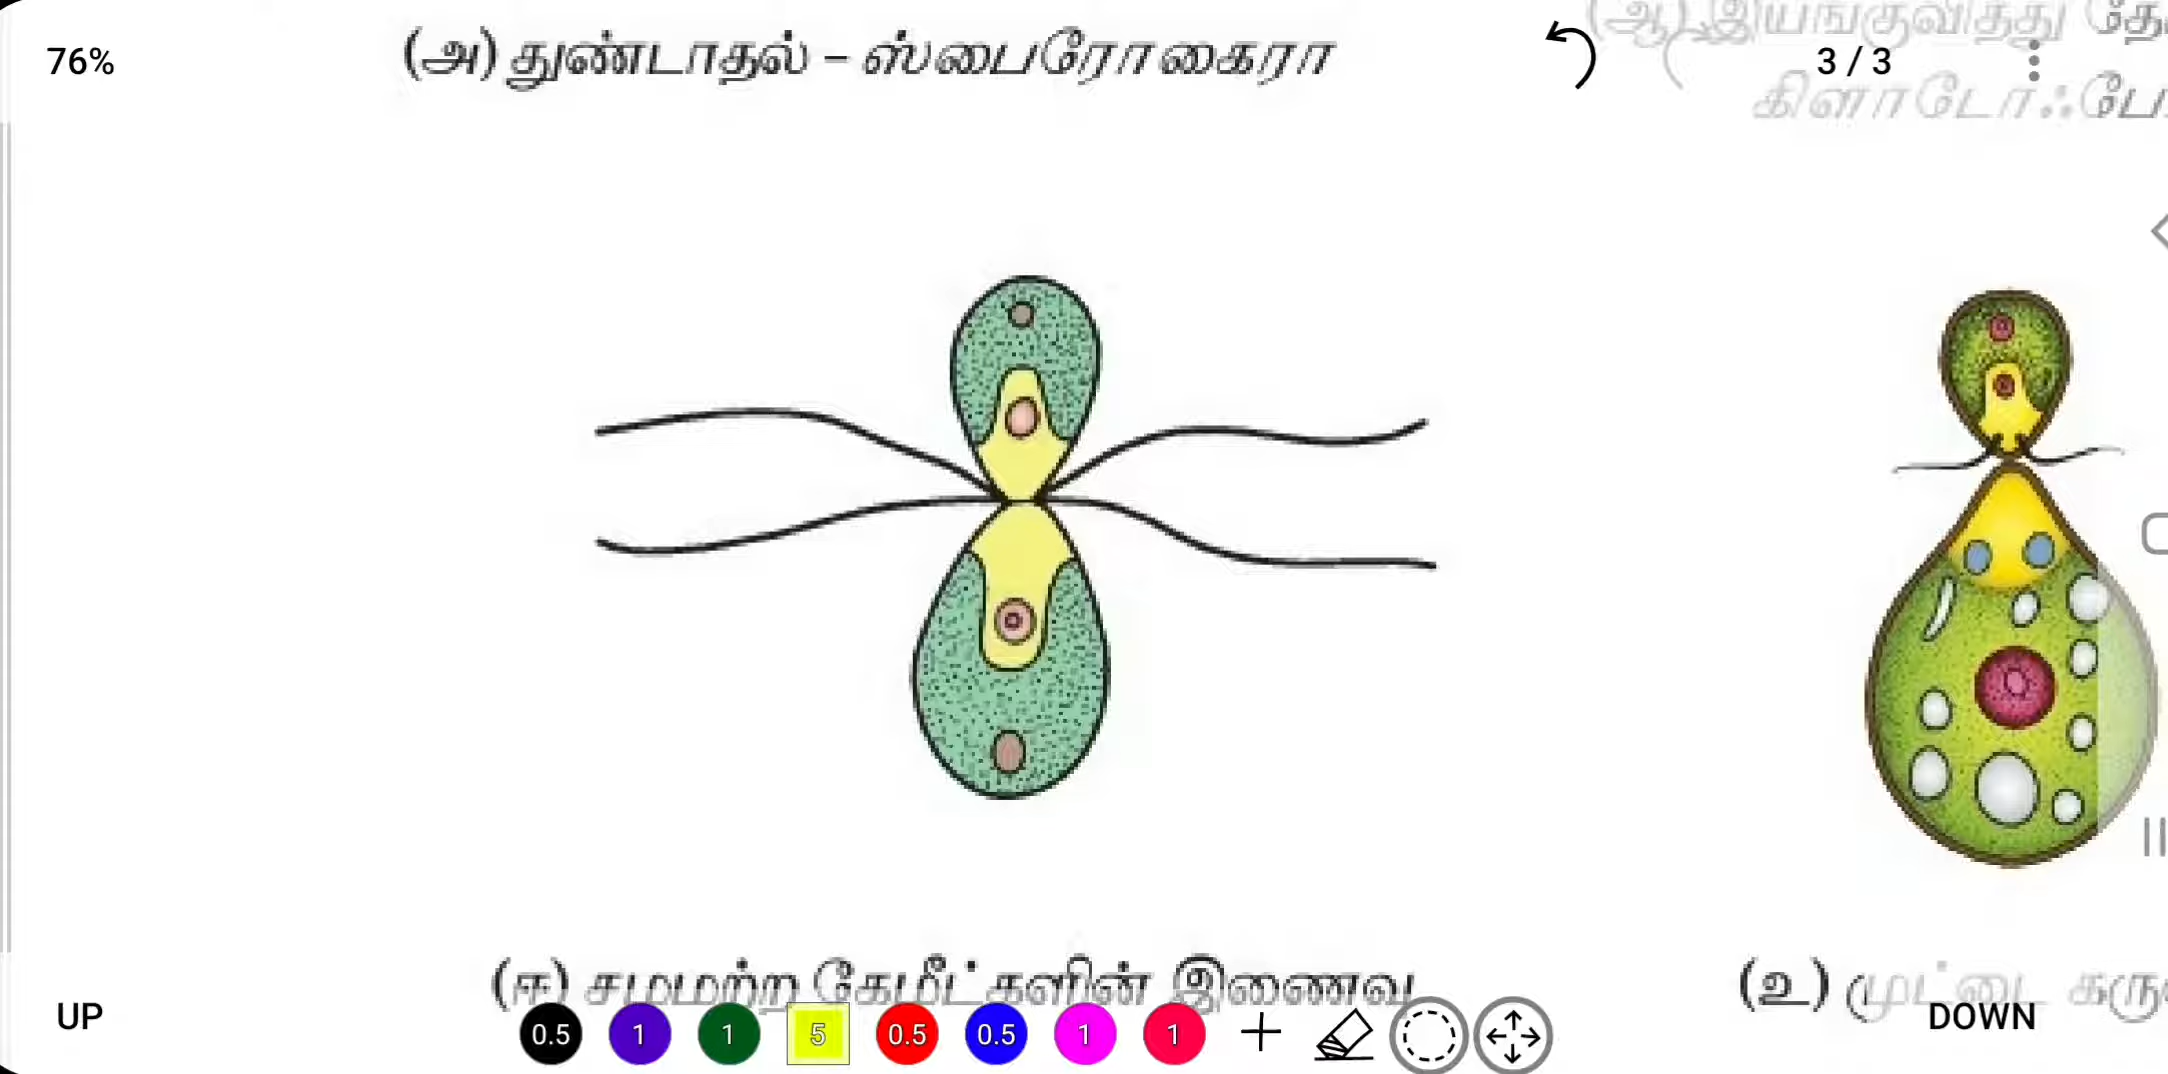 76%
(அ) துண்டாதல் – ஸ்பைரோகைரா
(ஆ) இயங்குவித்து
3 / 3
(ஈ) சமமற்ற கேமீட்களின் இணைவு
(உ) முட்டை
UP
0.5 1 1 5 0.5 0.5 1 1 +
DOWN